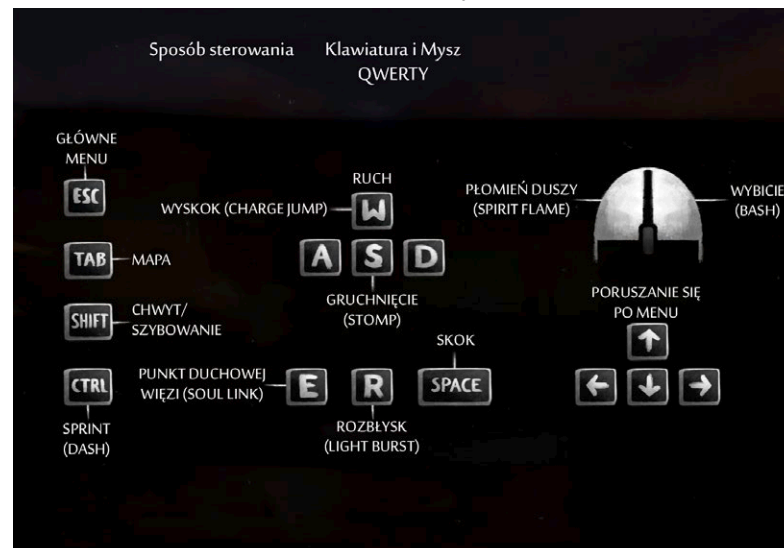 Sposób sterowania
Klawiatura i Mysz
QWERTY
GŁÓWNE
MENU
ESC
TAB
MAPA
SHIFT
CHWYT/
SZYBOWANIE
CTRL
SPRINT
(DASH)
RUCH
WYSKOK (CHARGE JUMP)
W
A S D
GRUCHNIĘCIE
(STOMP)
PUNKT DUCHOWEJ
WIĘZI (SOUL LINK)
E
R
ROZBŁYSK
(LIGHT BURST)
SKOK
SPACE
PŁOMIEŃ DUSZY
(SPIRIT FLAME)
WYBICIE
(BASH)
PORUSZANIE SIĘ
PO MENU